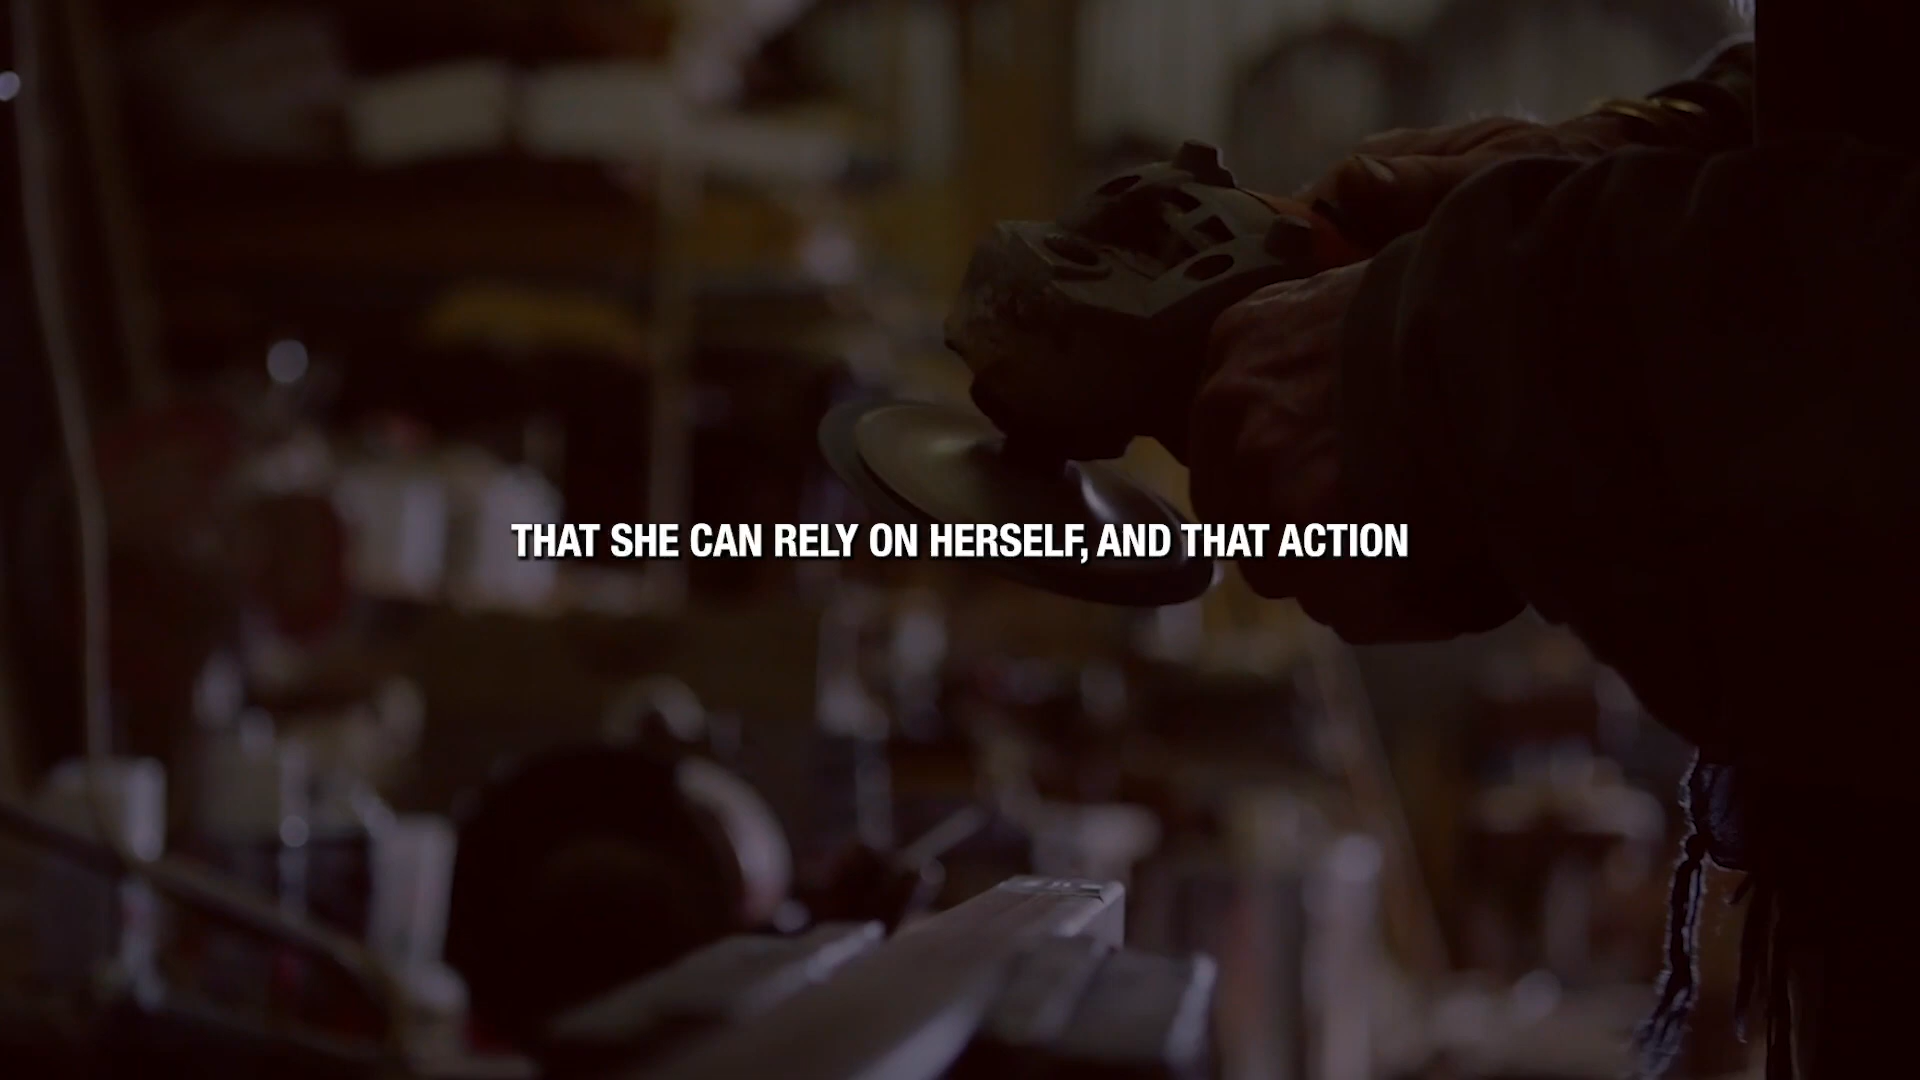 THAT SHE CAN RELY ON HERSELF, AND THAT ACTION